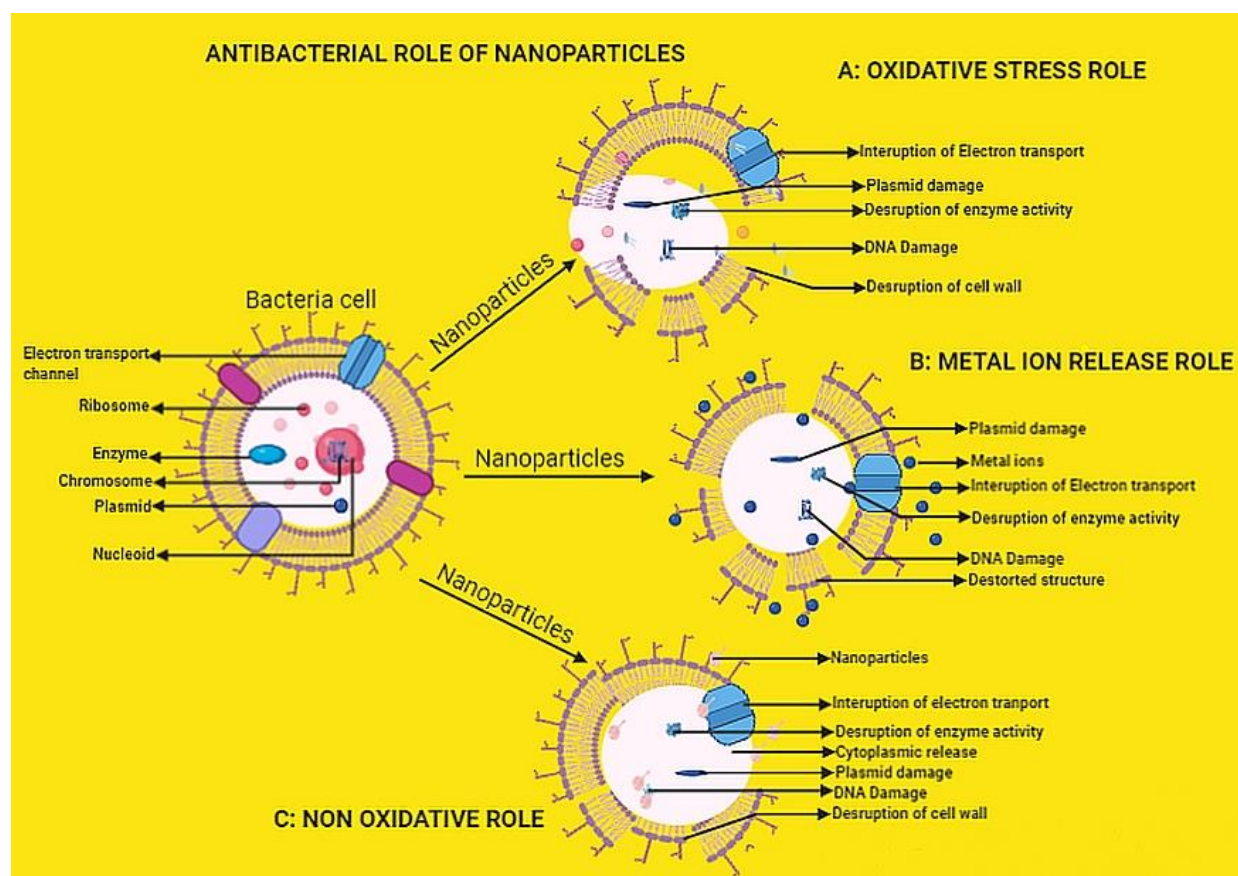 ANTIBACTERIAL ROLE OF NANOPARTICLES
A: OXIDATIVE STRESS ROLE
Interuption of Electron transport
Plasmid damage
Desruption of enzyme activity
DNA Damage
Desruption of cell wall
Nanoparticles
Bacteria cell
Electron transport
channel
Ribosome
Enzyme
Chromosome
Plasmid
Nucleoid
Nanoparticles
B: METAL ION RELEASE ROLE
Plasmid damage
Metal ions
Interuption of Electron transport
Desruption of enzyme activity
DNA Damage
Destorted structure
Nanoparticles
Nanoparticles
Interuption of electron tranport
Desruption of enzyme activity
Cytoplasmic release
Plasmid damage
DNA Damage
Desruption of cell wall
C: NON OXIDATIVE ROLE